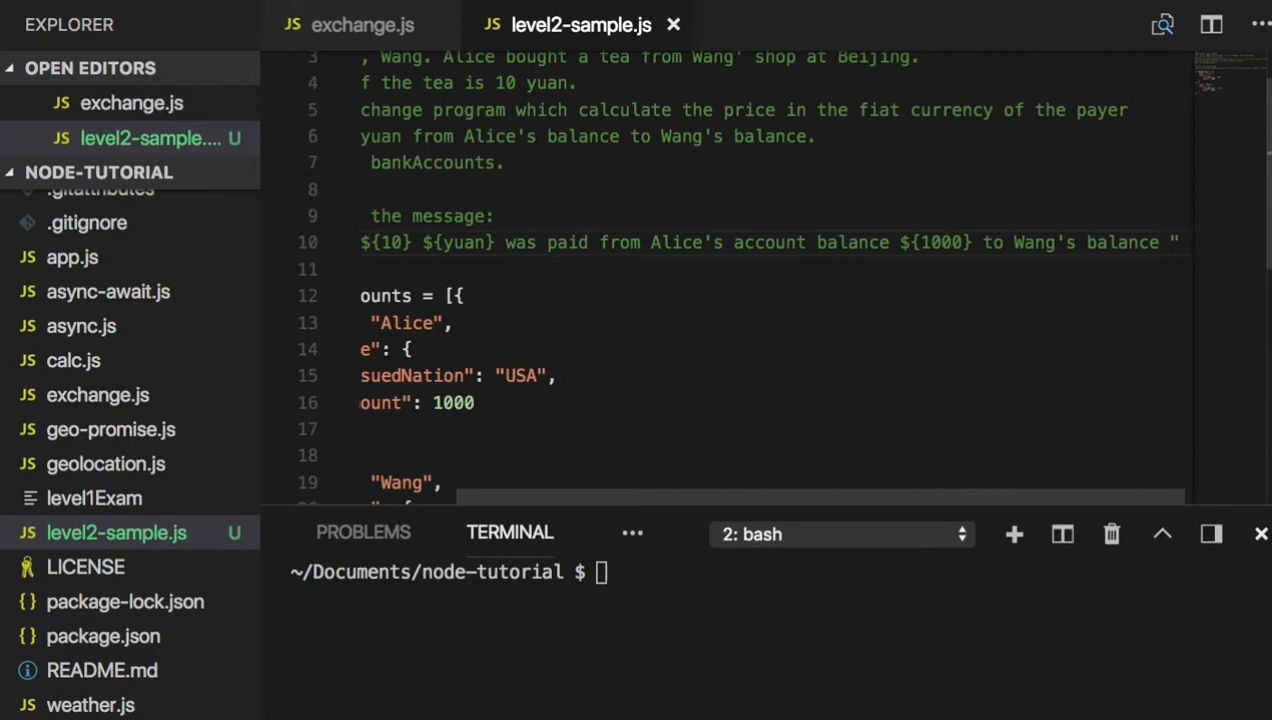 EXPLORER
OPEN EDITORS
JS exchange.js
JS level2-sample.... U
NODE-TUTORIAL
.gitattributes
.gitignore
JS app.js
JS async-await.js
JS async.js
JS calc.js
JS exchange.js
JS geo-promise.js
JS geolocation.js
level1Exam
JS level2-sample.js U
LICENSE
{} package-lock.json
{} package.json
README.md
JS weather.js
JS exchange.js
JS level2-sample.js ×
3 , Wang. Alice bought a tea from Wang' shop at Beijing.
4 f the tea is 10 yuan.
5 change program which calculate the price in the fiat currency of the payer
6 yuan from Alice's balance to Wang's balance.
7 bankAccounts.
8
9 the message:
10 ${10} ${yuan} was paid from Alice's account balance ${1000} to Wang's balance "
11
12 ounts = [{
13 "Alice",
14 e": {
15 suedNation": "USA",
16 ount": 1000
17
18
19 "Wang",
PROBLEMS TERMINAL ... 2: bash
~/Documents/node-tutorial $